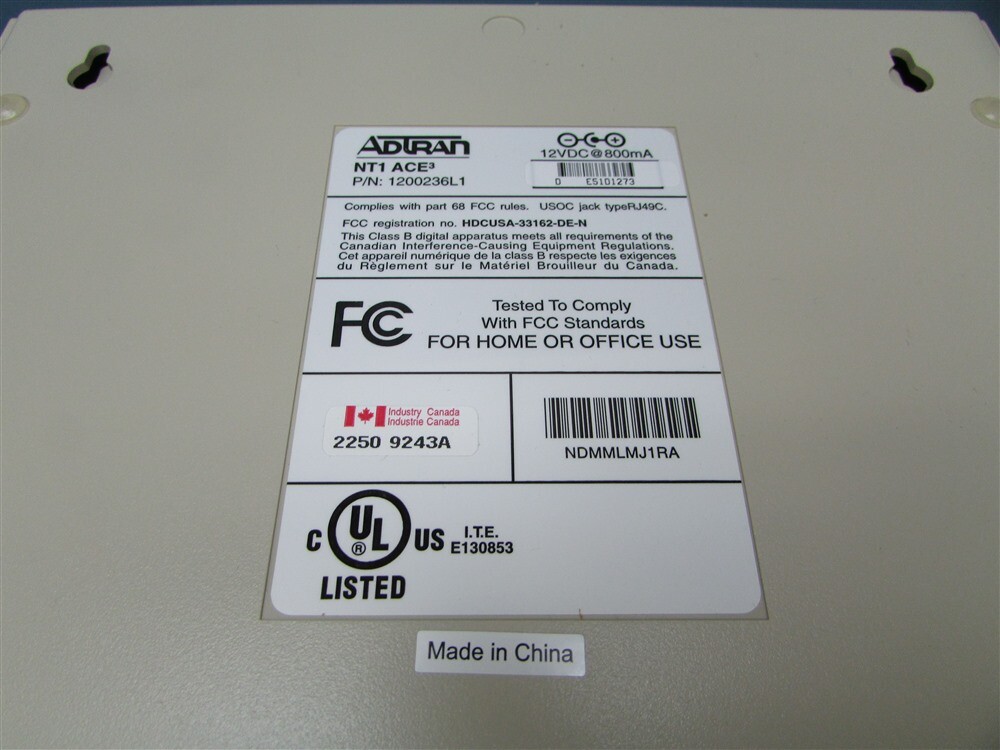 ADTRAN
NT1 ACE³
P/N: 1200236L1
12VDC@800mA
D E51D1273
Complies with part 68 FCC rules. USOC jack typeRJ49C.
FCC registration no. HDCUSA-33162-DE-N
This Class B digital apparatus meets all requirements of the
Canadian Interference-Causing Equipment Regulations.
Cet appareil numérique de la class B respecte les exigences
du Règlement sur le Matériel Brouilleur du Canada.
FCC
Tested To Comply
With FCC Standards
FOR HOME OR OFFICE USE
Industry Canada
Industrie Canada
2250 9243A
NDMMLMJ1RA
C UL ® US
LISTED
I.T.E.
E130853
Made in China